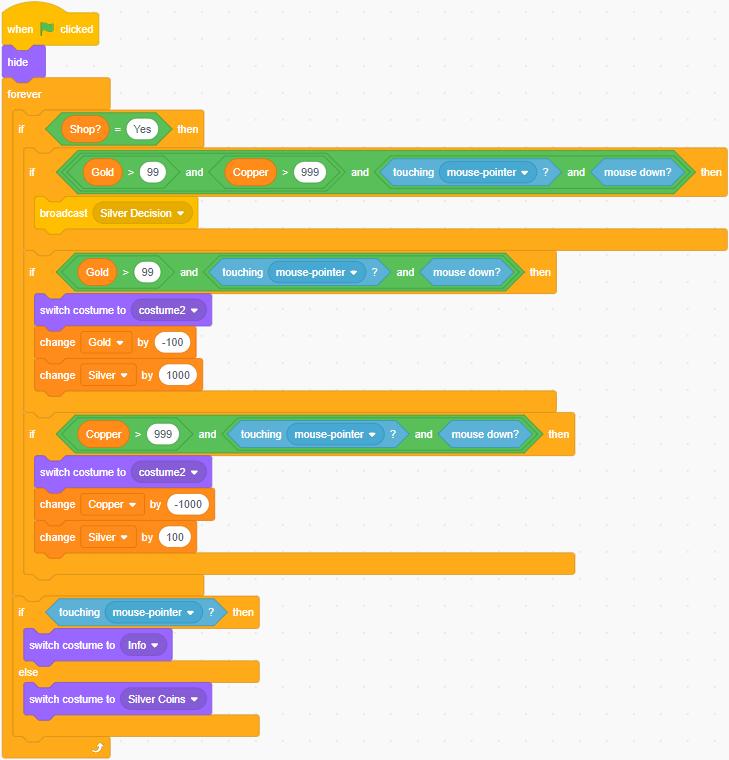 when clicked
hide
forever
if Shop? = Yes then
if Gold > 99 and Copper > 999 and touching mouse-pointer ? and mouse down? then
broadcast Silver Decision
if Gold > 99 and touching mouse-pointer ? and mouse down? then
switch costume to costume2
change Gold by -100
change Silver by 1000
if Copper > 999 and touching mouse-pointer ? and mouse down? then
switch costume to costume2
change Copper by -1000
change Silver by 100
if touching mouse-pointer ? then
switch costume to Info
else
switch costume to Silver Coins